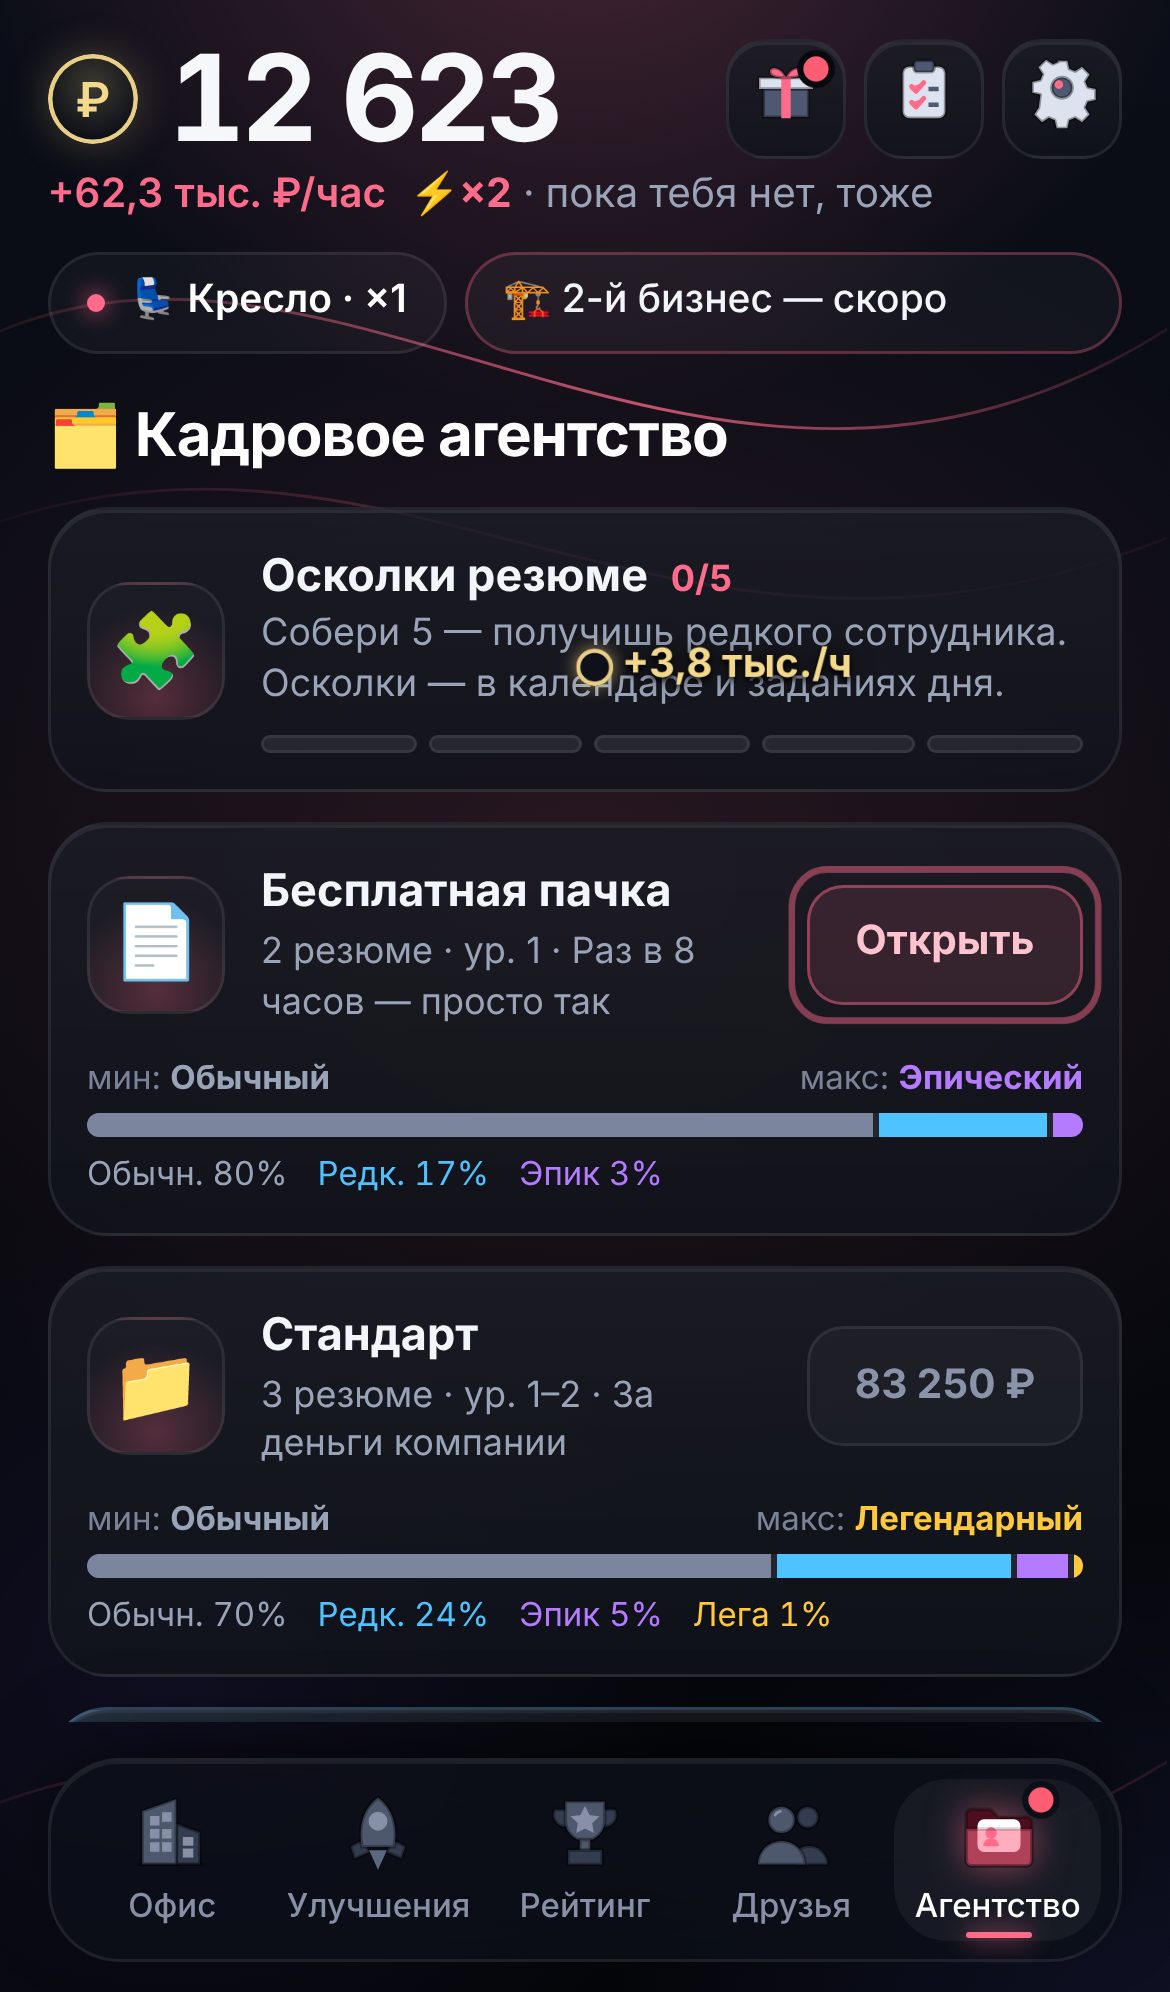 ₽ 12 623
+62,3 тыс. ₽/час ⚡×2 · пока тебя нет, тоже
Кресло · ×1
2-й бизнес — скоро
Кадровое агентство
Осколки резюме 0/5
Собери 5 — получишь редкого сотрудника.
+3,8 тыс./ч
Осколки — в календаре и заданиях дня.
Бесплатная пачка
2 резюме · ур. 1 · Раз в 8
часов — просто так
Открыть
мин: Обычный
макс: Эпический
Обычн. 80% Редк. 17% Эпик 3%
Стандарт
3 резюме · ур. 1–2 · За
деньги компании
83 250 ₽
мин: Обычный
макс: Легендарный
Обычн. 70% Редк. 24% Эпик 5% Лега 1%
Офис
Улучшения
Рейтинг
Друзья
Агентство